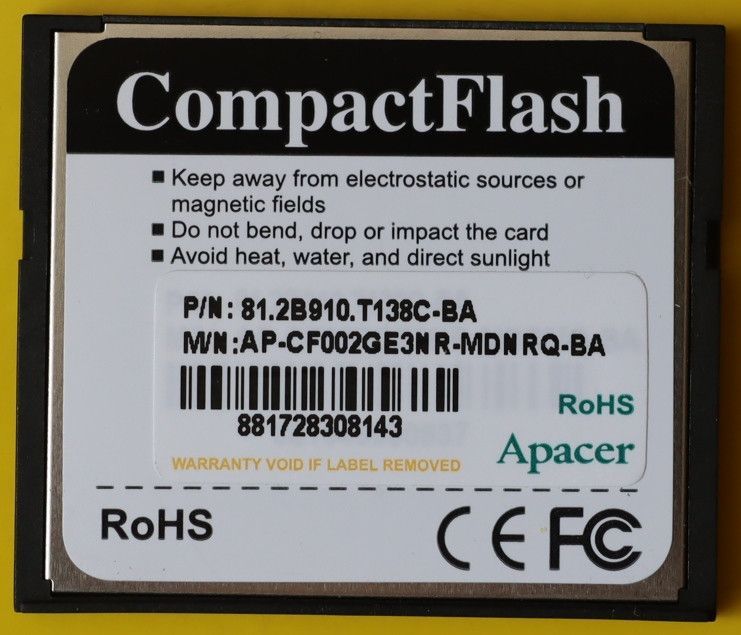 CompactFlash
■ Keep away from electrostatic sources or
magnetic fields
■ Do not bend, drop or impact the card
■ Avoid heat, water, and direct sunlight
P/N: 81.2B910.T138C-BA
M/N:AP-CF002GE3NR-MDNRQ-BA
881728308143
RoHS
WARRANTY VOID IF LABEL REMOVED
Apacer
RoHS
CE FC